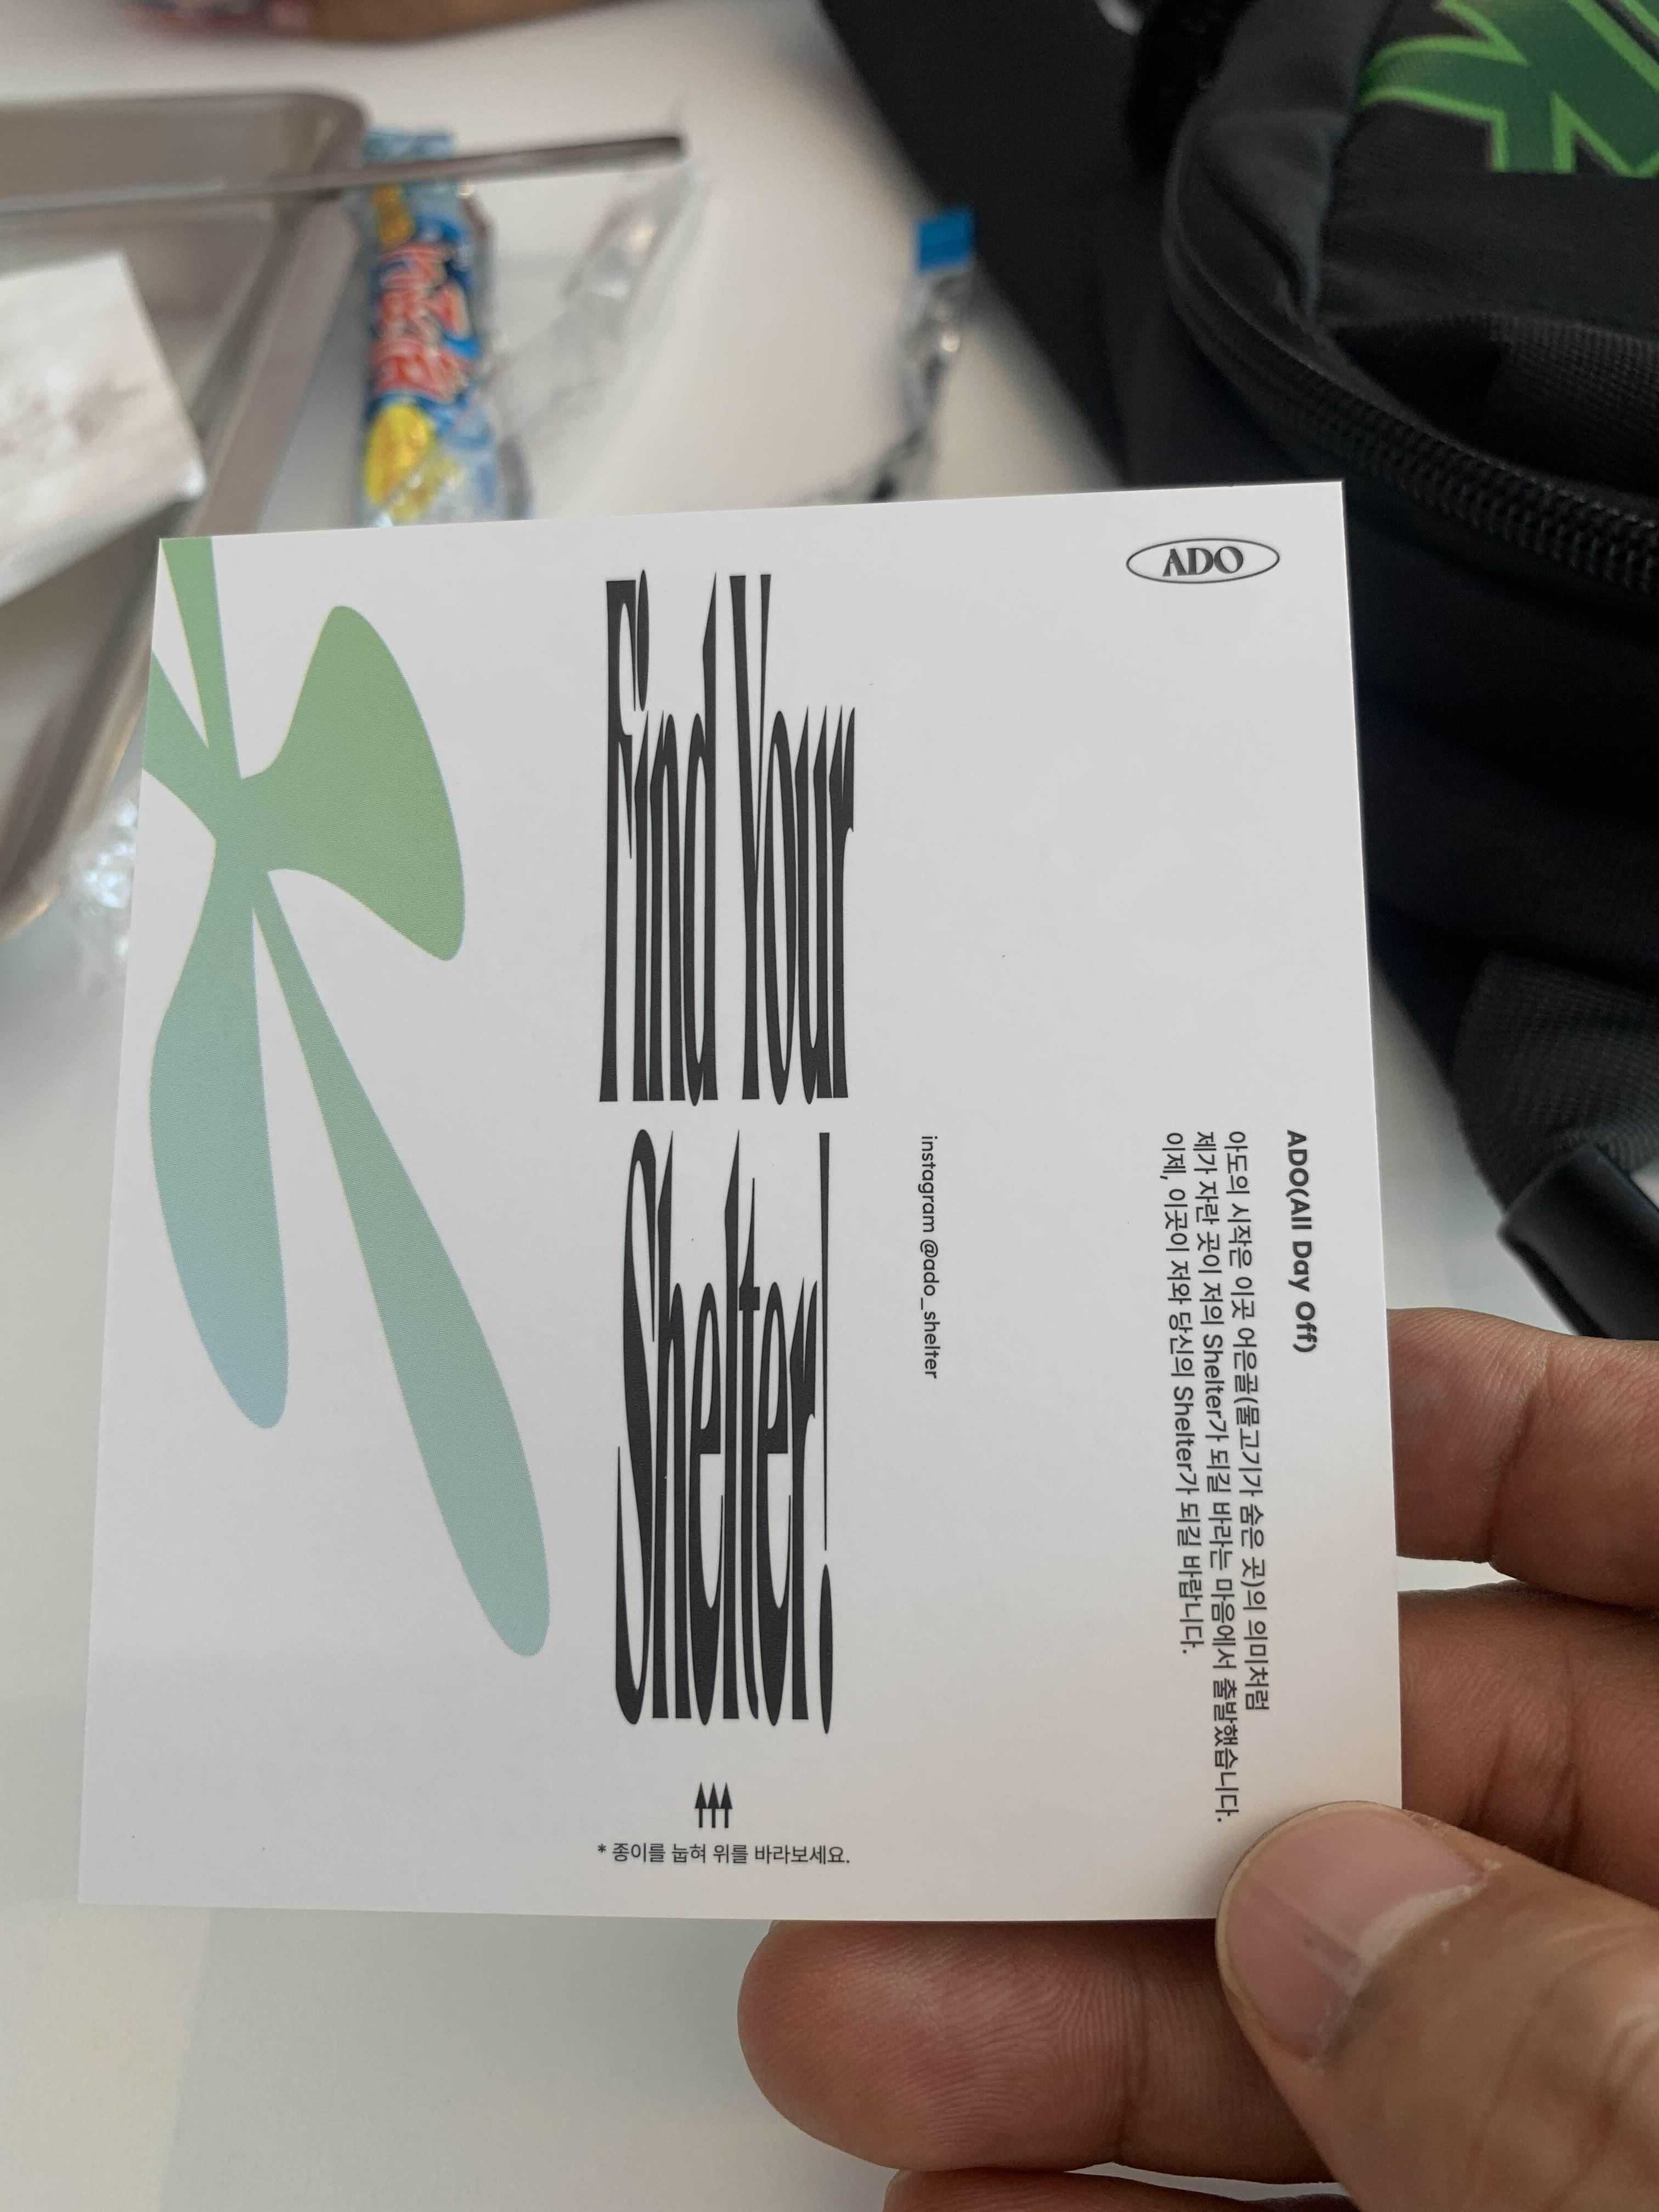 ADO
Find Your
Shelter!
* 종이를 눕혀 위를 바라보세요.
ADO(All Day Off)
아도의 시작은 이곳 어은골(물고기가 숨은 곳)의 의미처럼
제가 자란 곳이 저의 Shelter가 되길 바라는 마음에서 출발했습니다.
이제, 이곳이 저와 당신의 Shelter가 되길 바랍니다.
instagram @ado_shelter